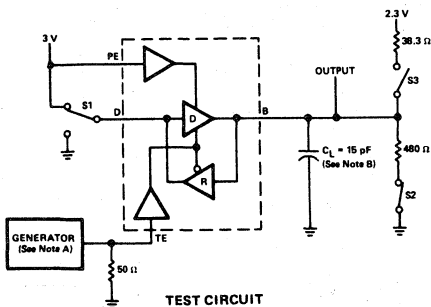 2.3 V
3 V
38.3 Ω
PE
OUTPUT
S3
S1
D
D
B
480 Ω
C_L = 15 pF
(See Note B)
R
S2
GENERATOR
(See Note A)
TE
50 Ω
TEST CIRCUIT